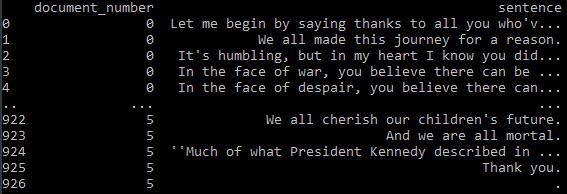 document_number sentence
0 0 Let me begin by saying thanks to all you who'v...
1 0 We all made this journey for a reason.
2 0 It's humbling, but in my heart I know you did...
3 0 In the face of war, you believe there can be ...
4 0 In the face of despair, you believe there can...
.. ... ...
922 5 We all cherish our children's future.
923 5 And we are all mortal.
924 5 ''Much of what President Kennedy described in ...
925 5 Thank you.
926 5 .